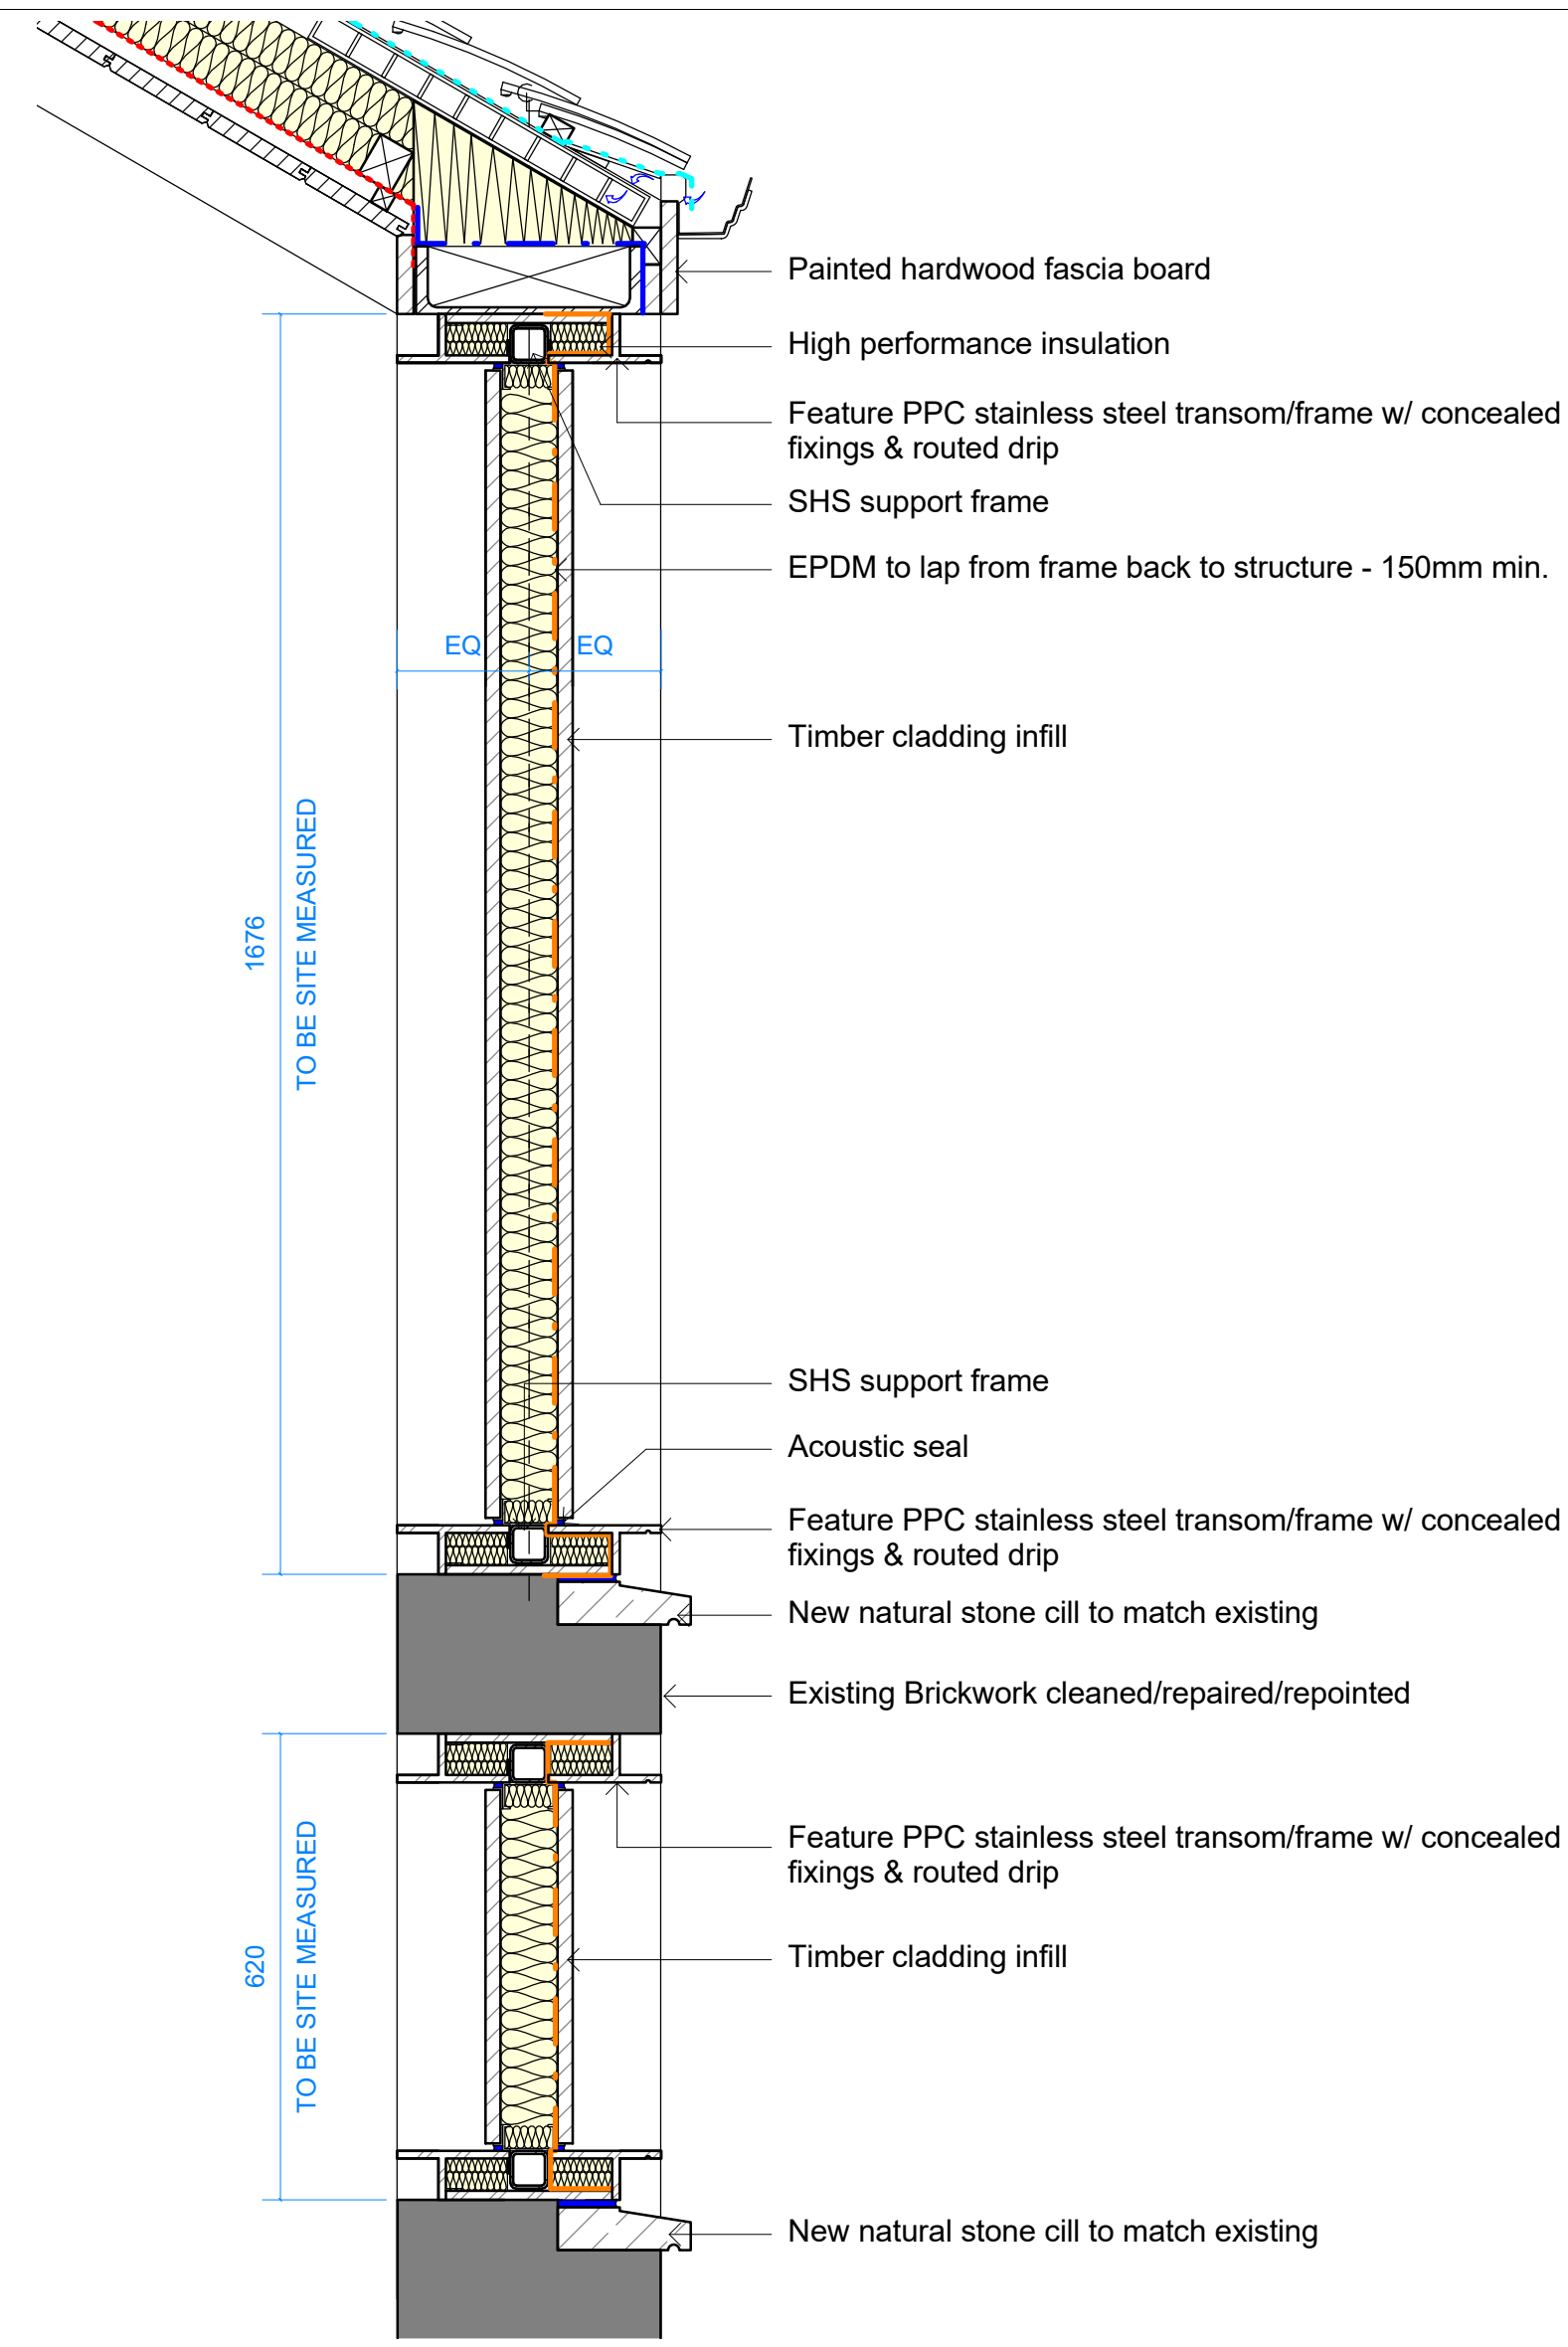 Painted hardwood fascia board
High performance insulation
Feature PPC stainless steel transom/frame w/ concealed
fixings & routed drip
SHS support frame
EPDM to lap from frame back to structure - 150mm min.
EQ
EQ
Timber cladding infill
1676
TO BE SITE MEASURED
SHS support frame
Acoustic seal
Feature PPC stainless steel transom/frame w/ concealed
fixings & routed drip
New natural stone cill to match existing
Existing Brickwork cleaned/repaired/repointed
Feature PPC stainless steel transom/frame w/ concealed
fixings & routed drip
620
TO BE SITE MEASURED
Timber cladding infill
New natural stone cill to match existing